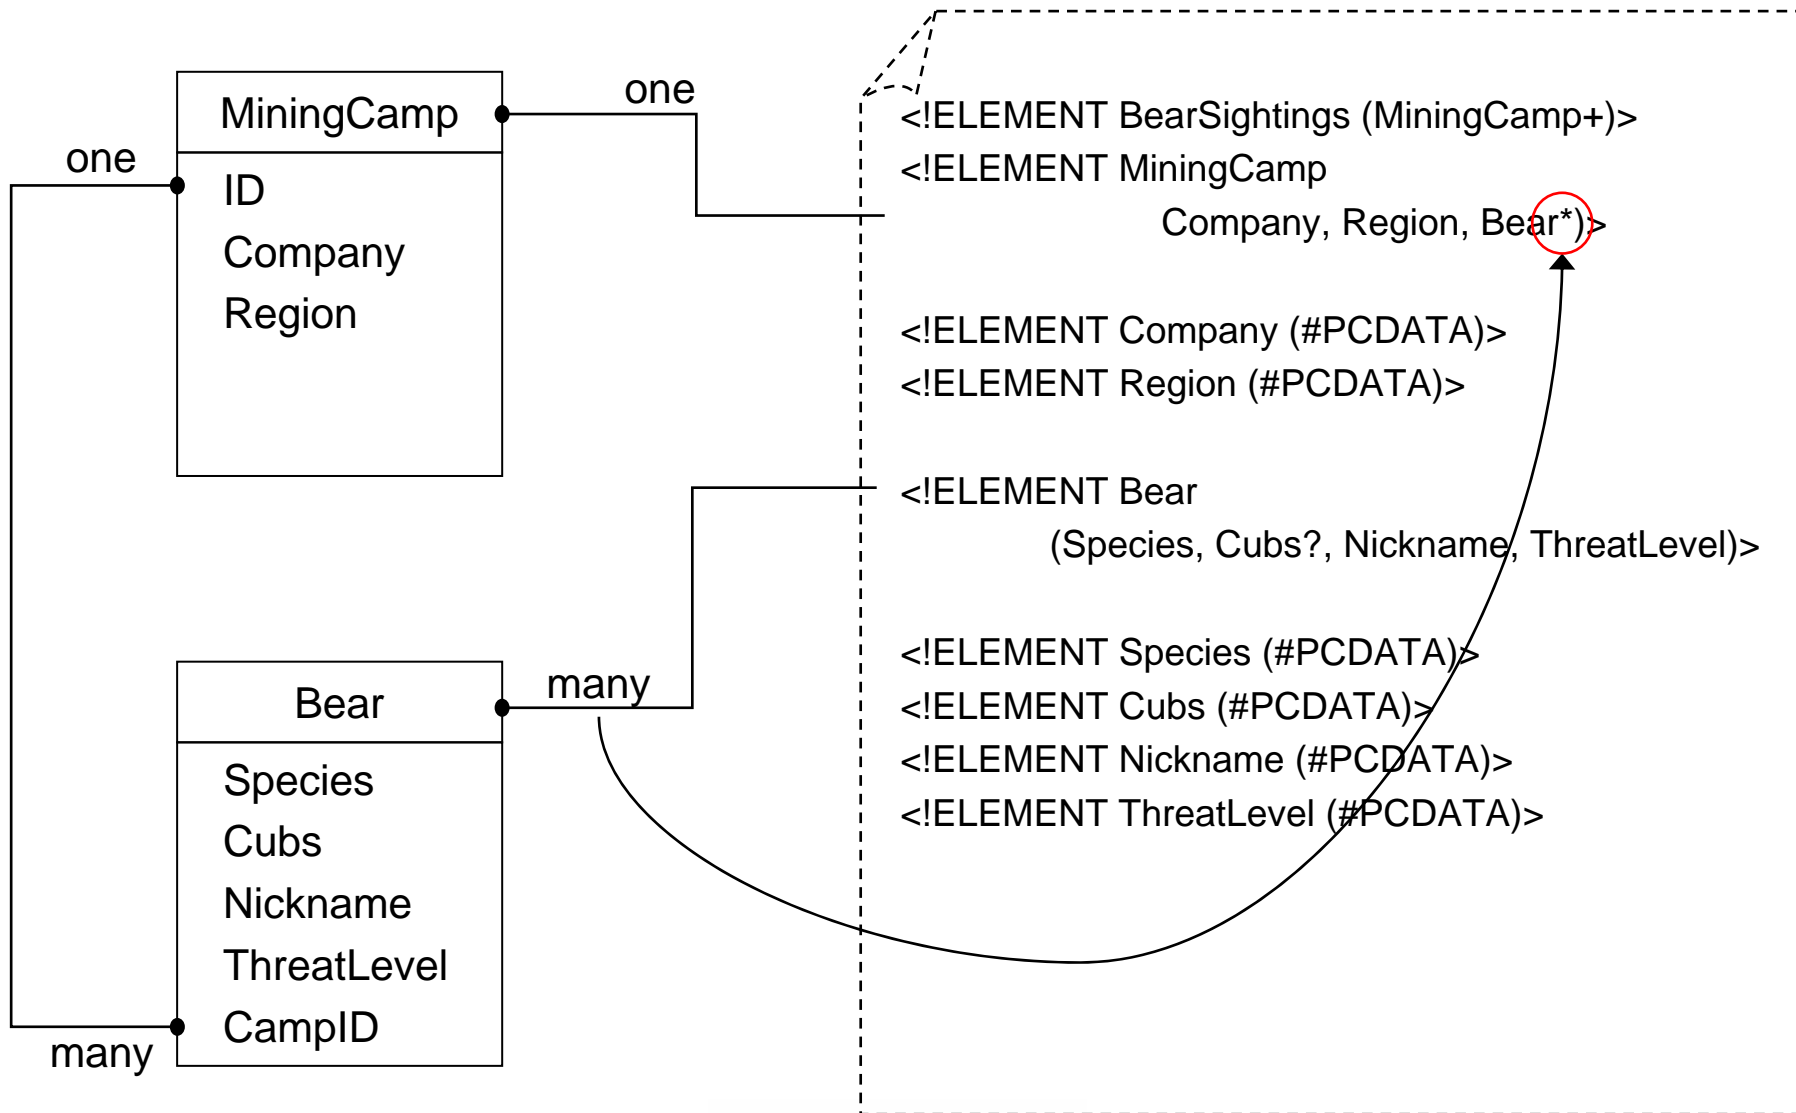 one
MiningCamp
one
ID
Company
Region
many
Bear
Species
Cubs
Nickname
ThreatLevel
CampID
many
<!ELEMENT BearSightings (MiningCamp+)>
<!ELEMENT MiningCamp
Company, Region, Bear*)>
<!ELEMENT Company (#PCDATA)>
<!ELEMENT Region (#PCDATA)>
<!ELEMENT Bear
(Species, Cubs?, Nickname, ThreatLevel)>
<!ELEMENT Species (#PCDATA)>
<!ELEMENT Cubs (#PCDATA)>
<!ELEMENT Nickname (#PCDATA)>
<!ELEMENT ThreatLevel (#PCDATA)>